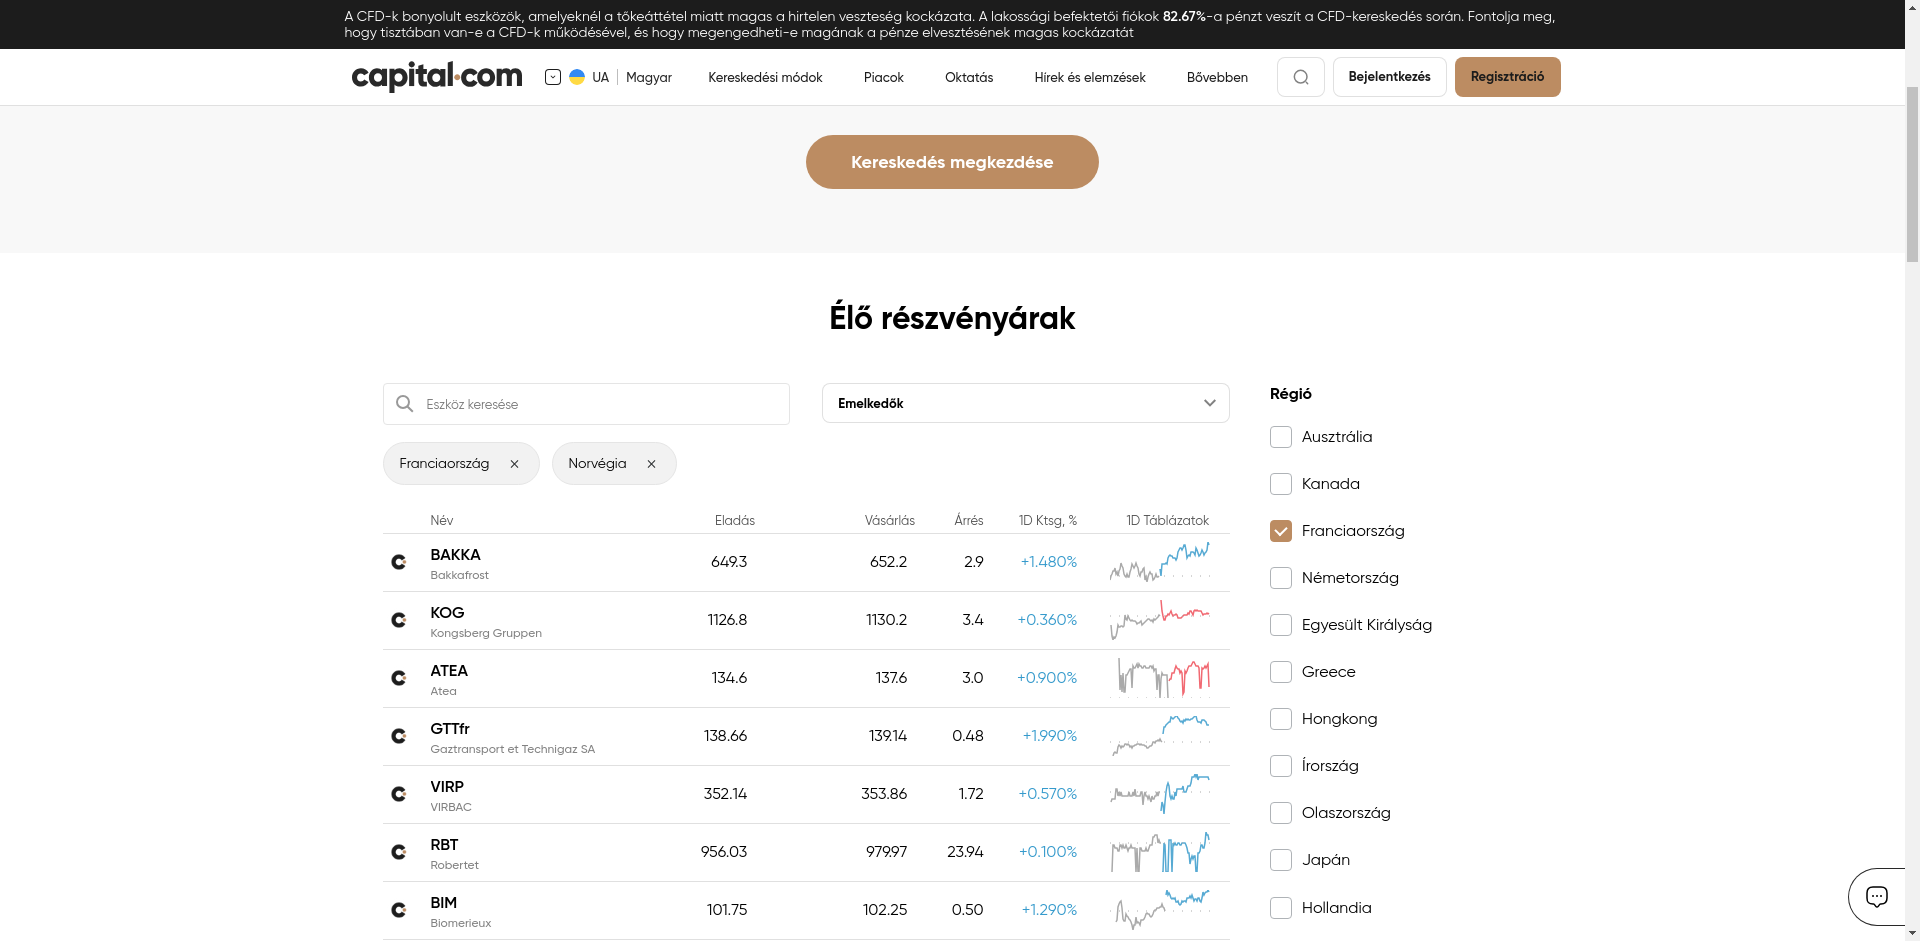 A CFD-k bonyolult eszközök, amelyeknél a tőkeáttétel miatt magas a hirtelen veszteség kockázata. A lakossági befektetői fiókok 82.67%-a pénzt veszít a CFD-kereskedés során. Fontolja meg,
hogy tisztában van-e a CFD-k működésével, és hogy megengedheti-e magának a pénze elvesztésének magas kockázatát
capital.com UA Magyar Kereskedési módok Piacok Oktatás Hírek és elemzések Bővebben Bejelentkezés Regisztráció
Kereskedés megkezdése
Élő részvényárak
Eszköz keresése
Emelkedők
Franciaország
Norvégia
Név Eladás Vásárlás Árrés 1D Ktsg, % 1D Táblázatok
BAKKA
Bakkafrost
649.3 652.2 2.9 +1.480%
KOG
Kongsberg Gruppen
1126.8 1130.2 3.4 +0.360%
ATEA
Atea
134.6 137.6 3.0 +0.900%
GTTfr
Gaztransport et Technigaz SA
138.66 139.14 0.48 +1.990%
VIRP
VIRBAC
352.14 353.86 1.72 +0.570%
RBT
Robertet
956.03 979.97 23.94 +0.100%
BIM
Biomerieux
101.75 102.25 0.50 +1.290%
Régió
Ausztrália
Kanada
Franciaország
Németország
Egyesült Királyság
Greece
Hongkong
Írország
Olaszország
Japán
Hollandia